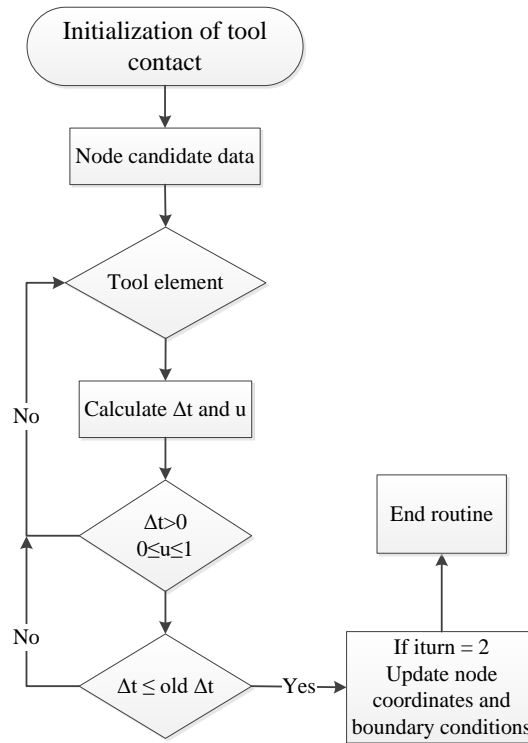 Initialization of tool
contact
Node candidate data
Tool element
Calculate Δt and u
No
Δt>0
0≤u≤1
No
Δt ≤ old Δt
Yes
If iturn = 2
Update node
coordinates and
boundary conditions
End routine